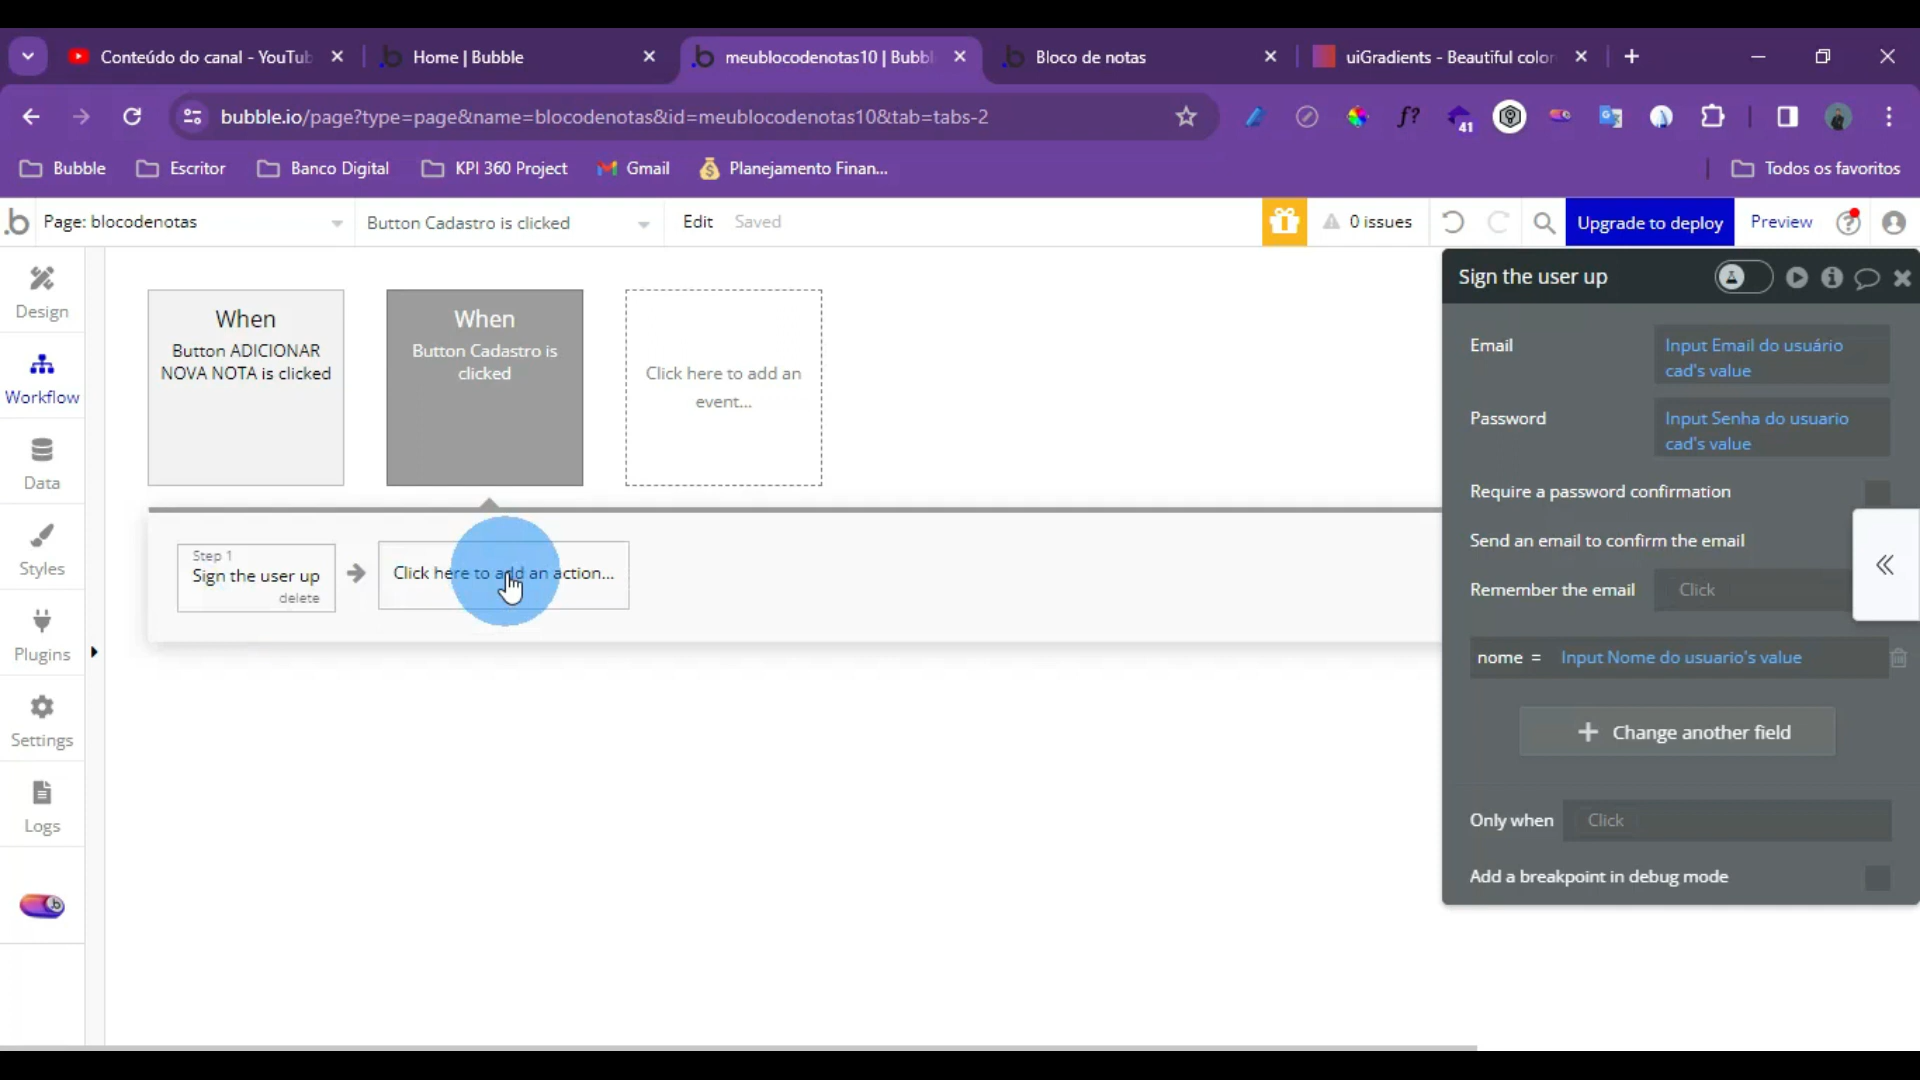 Conteúdo do canal - YouTub
Home | Bubble
meublocodenotas10 | Bubbl
Bloco de notas
uiGradients - Beautiful color
bubble.io/page?type=page&name=blocodenotas&id=meublocodenotas10&tab=tabs-2
f?
41
Bubble
Escritor
Banco Digital
KPI 360 Project
Gmail
Planejamento Finan...
Todos os favoritos
Page: blocodenotas
Button Cadastro is clicked
Edit
Saved
0 issues
Upgrade to deploy
Preview
Design
Workflow
Data
Styles
Plugins
Settings
Logs
When
Button ADICIONAR
NOVA NOTA is clicked
When
Button Cadastro is
clicked
Click here to add an
event...
Step 1
Sign the user up
delete
Click here to add an action...
Sign the user up
Email
Input Email do usuário
cad's value
Password
Input Senha do usuario
cad's value
Require a password confirmation
Send an email to confirm the email
Remember the email
Click
nome =
Input Nome do usuario's value
+ Change another field
Only when
Click
Add a breakpoint in debug mode